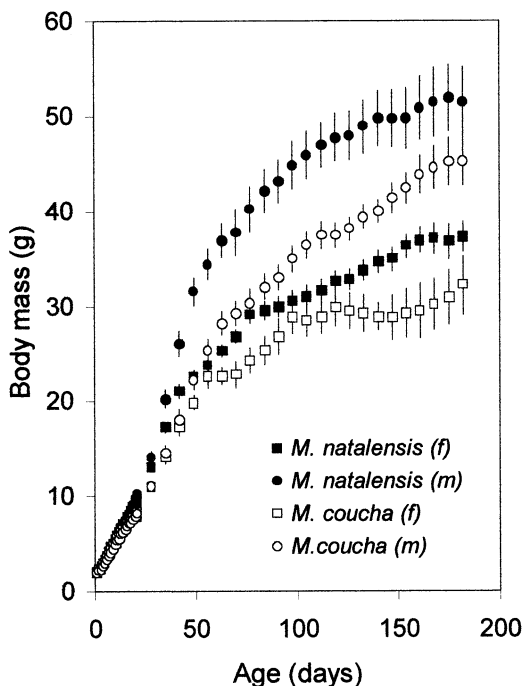 60
50
40
30
20
10
0
Body mass (g)
M. natalensis (f)
M. natalensis (m)
M. coucha (f)
M.coucha (m)
0 50 100 150 200
Age (days)